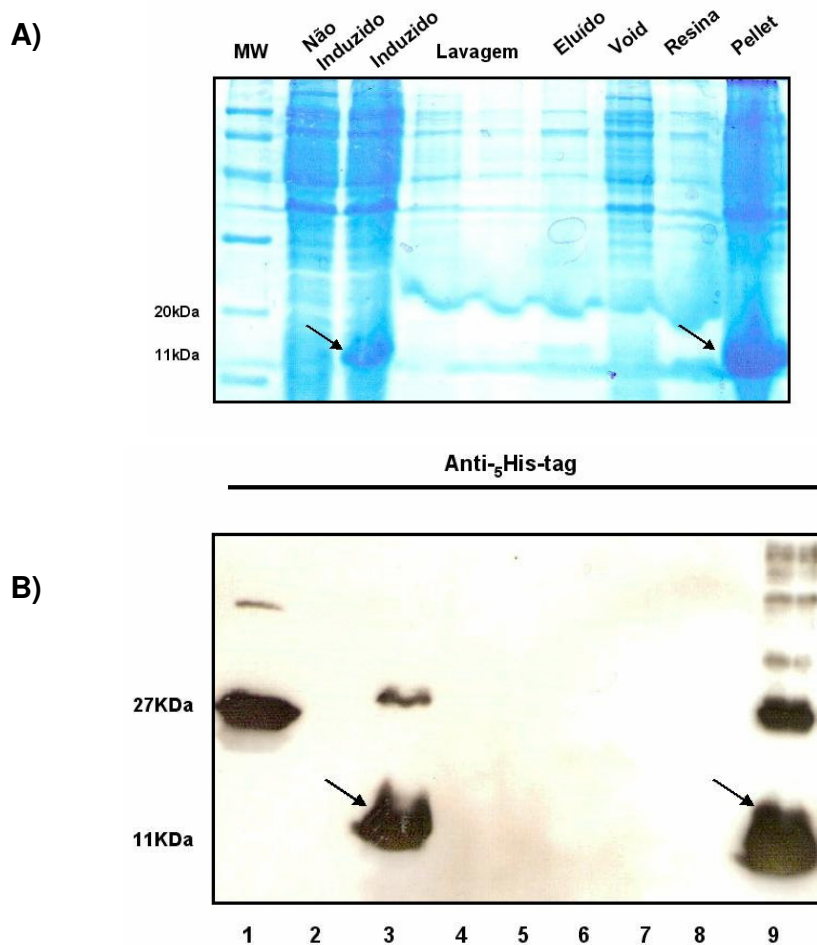 A)
MW
Não
Induzido
Induzido
Lavagem
Eluído
Void
Resina
Pellet
20kDa
11kDa
Anti-5His-tag
B)
27KDa
11KDa
1 2 3 4 5 6 7 8 9